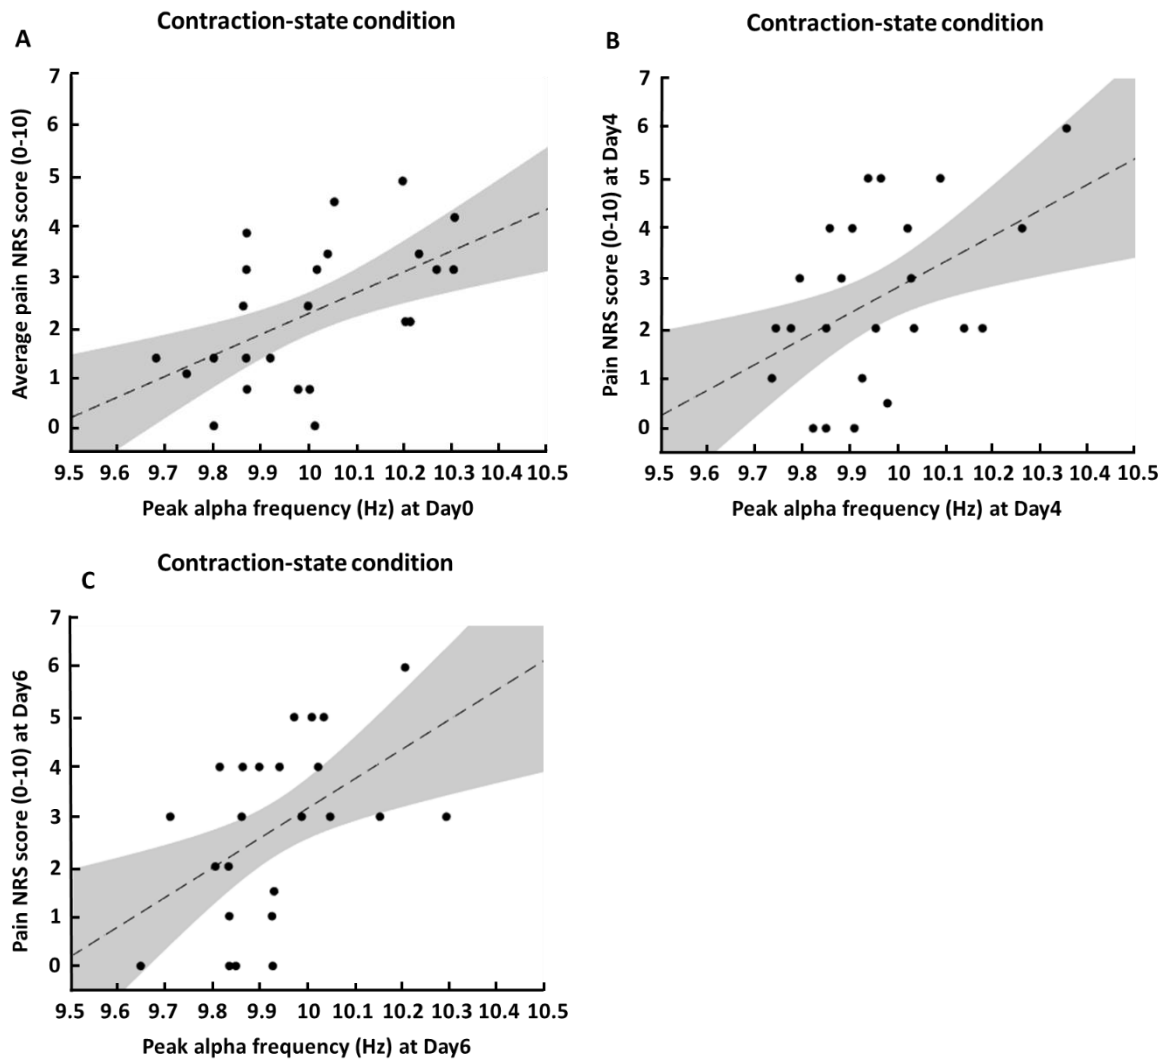 Contraction-state condition
A
Average pain NRS score (0-10)
7
6
5
4
3
2
1
0
9.5 9.6 9.7 9.8 9.9 10 10.1 10.2 10.3 10.4 10.5
Peak alpha frequency (Hz) at Day0
Contraction-state condition
B
Pain NRS score (0-10) at Day4
7
6
5
4
3
2
1
0
9.5 9.6 9.7 9.8 9.9 10 10.1 10.2 10.3 10.4 10.5
Peak alpha frequency (Hz) at Day4
Contraction-state condition
C
Pain NRS score (0-10) at Day6
7
6
5
4
3
2
1
0
9.5 9.6 9.7 9.8 9.9 10 10.1 10.2 10.3 10.4 10.5
Peak alpha frequency (Hz) at Day6